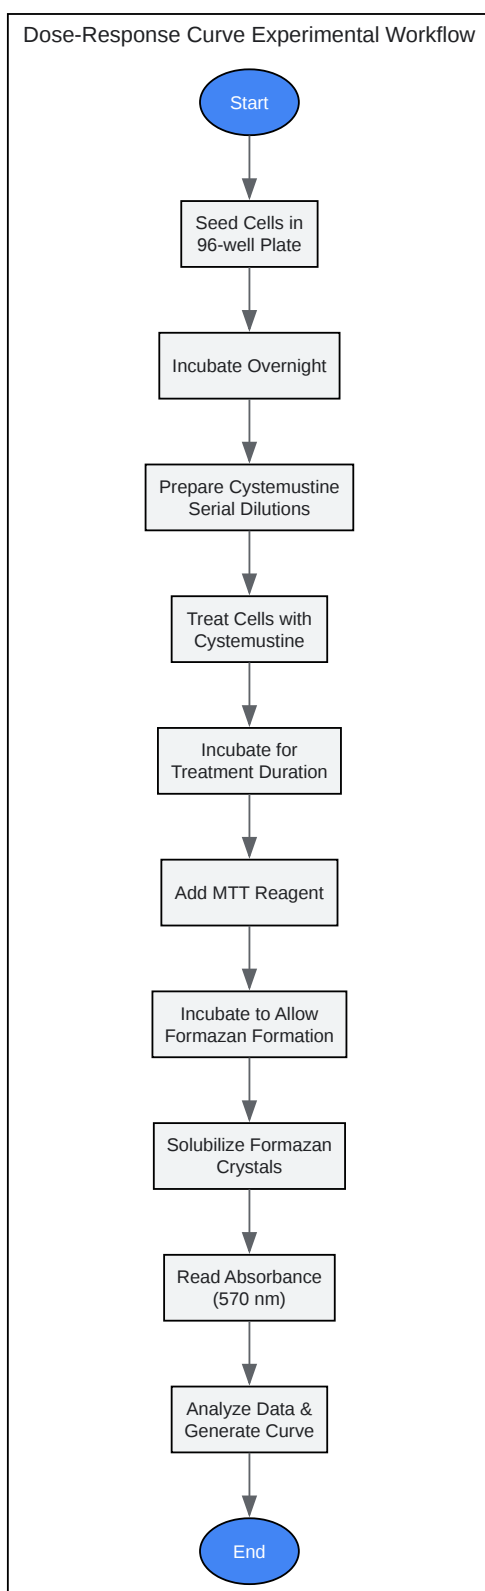 Dose-Response Curve Experimental Workflow
Start
Seed Cells in
96-well Plate
Incubate Overnight
Prepare Cystemustine
Serial Dilutions
Treat Cells with
Cystemustine
Incubate for
Treatment Duration
Add MTT Reagent
Incubate to Allow
Formazan Formation
Solubilize Formazan
Crystals
Read Absorbance
(570 nm)
Analyze Data &
Generate Curve
End